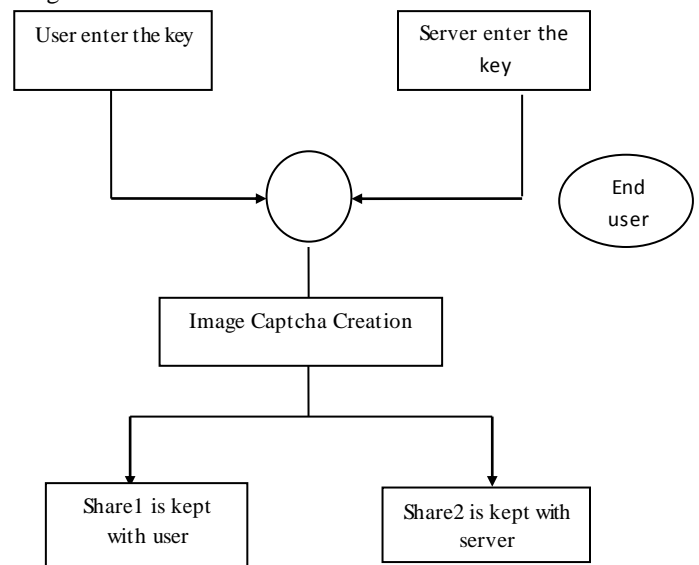 User enter the key
Server enter the
key
End
user
Image Captcha Creation
Share1 is kept
with user
Share2 is kept with
server